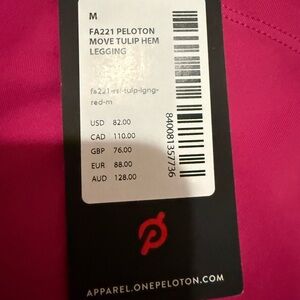 M
FA221 PELOTON
MOVE TULIP HEM
LEGGING
red-m
USD 82.00
CAD 110.00
GBP 76.00
EUR 88.00
AUD 128.00
840081357736
APPAREL.ONEPELOTON.COM